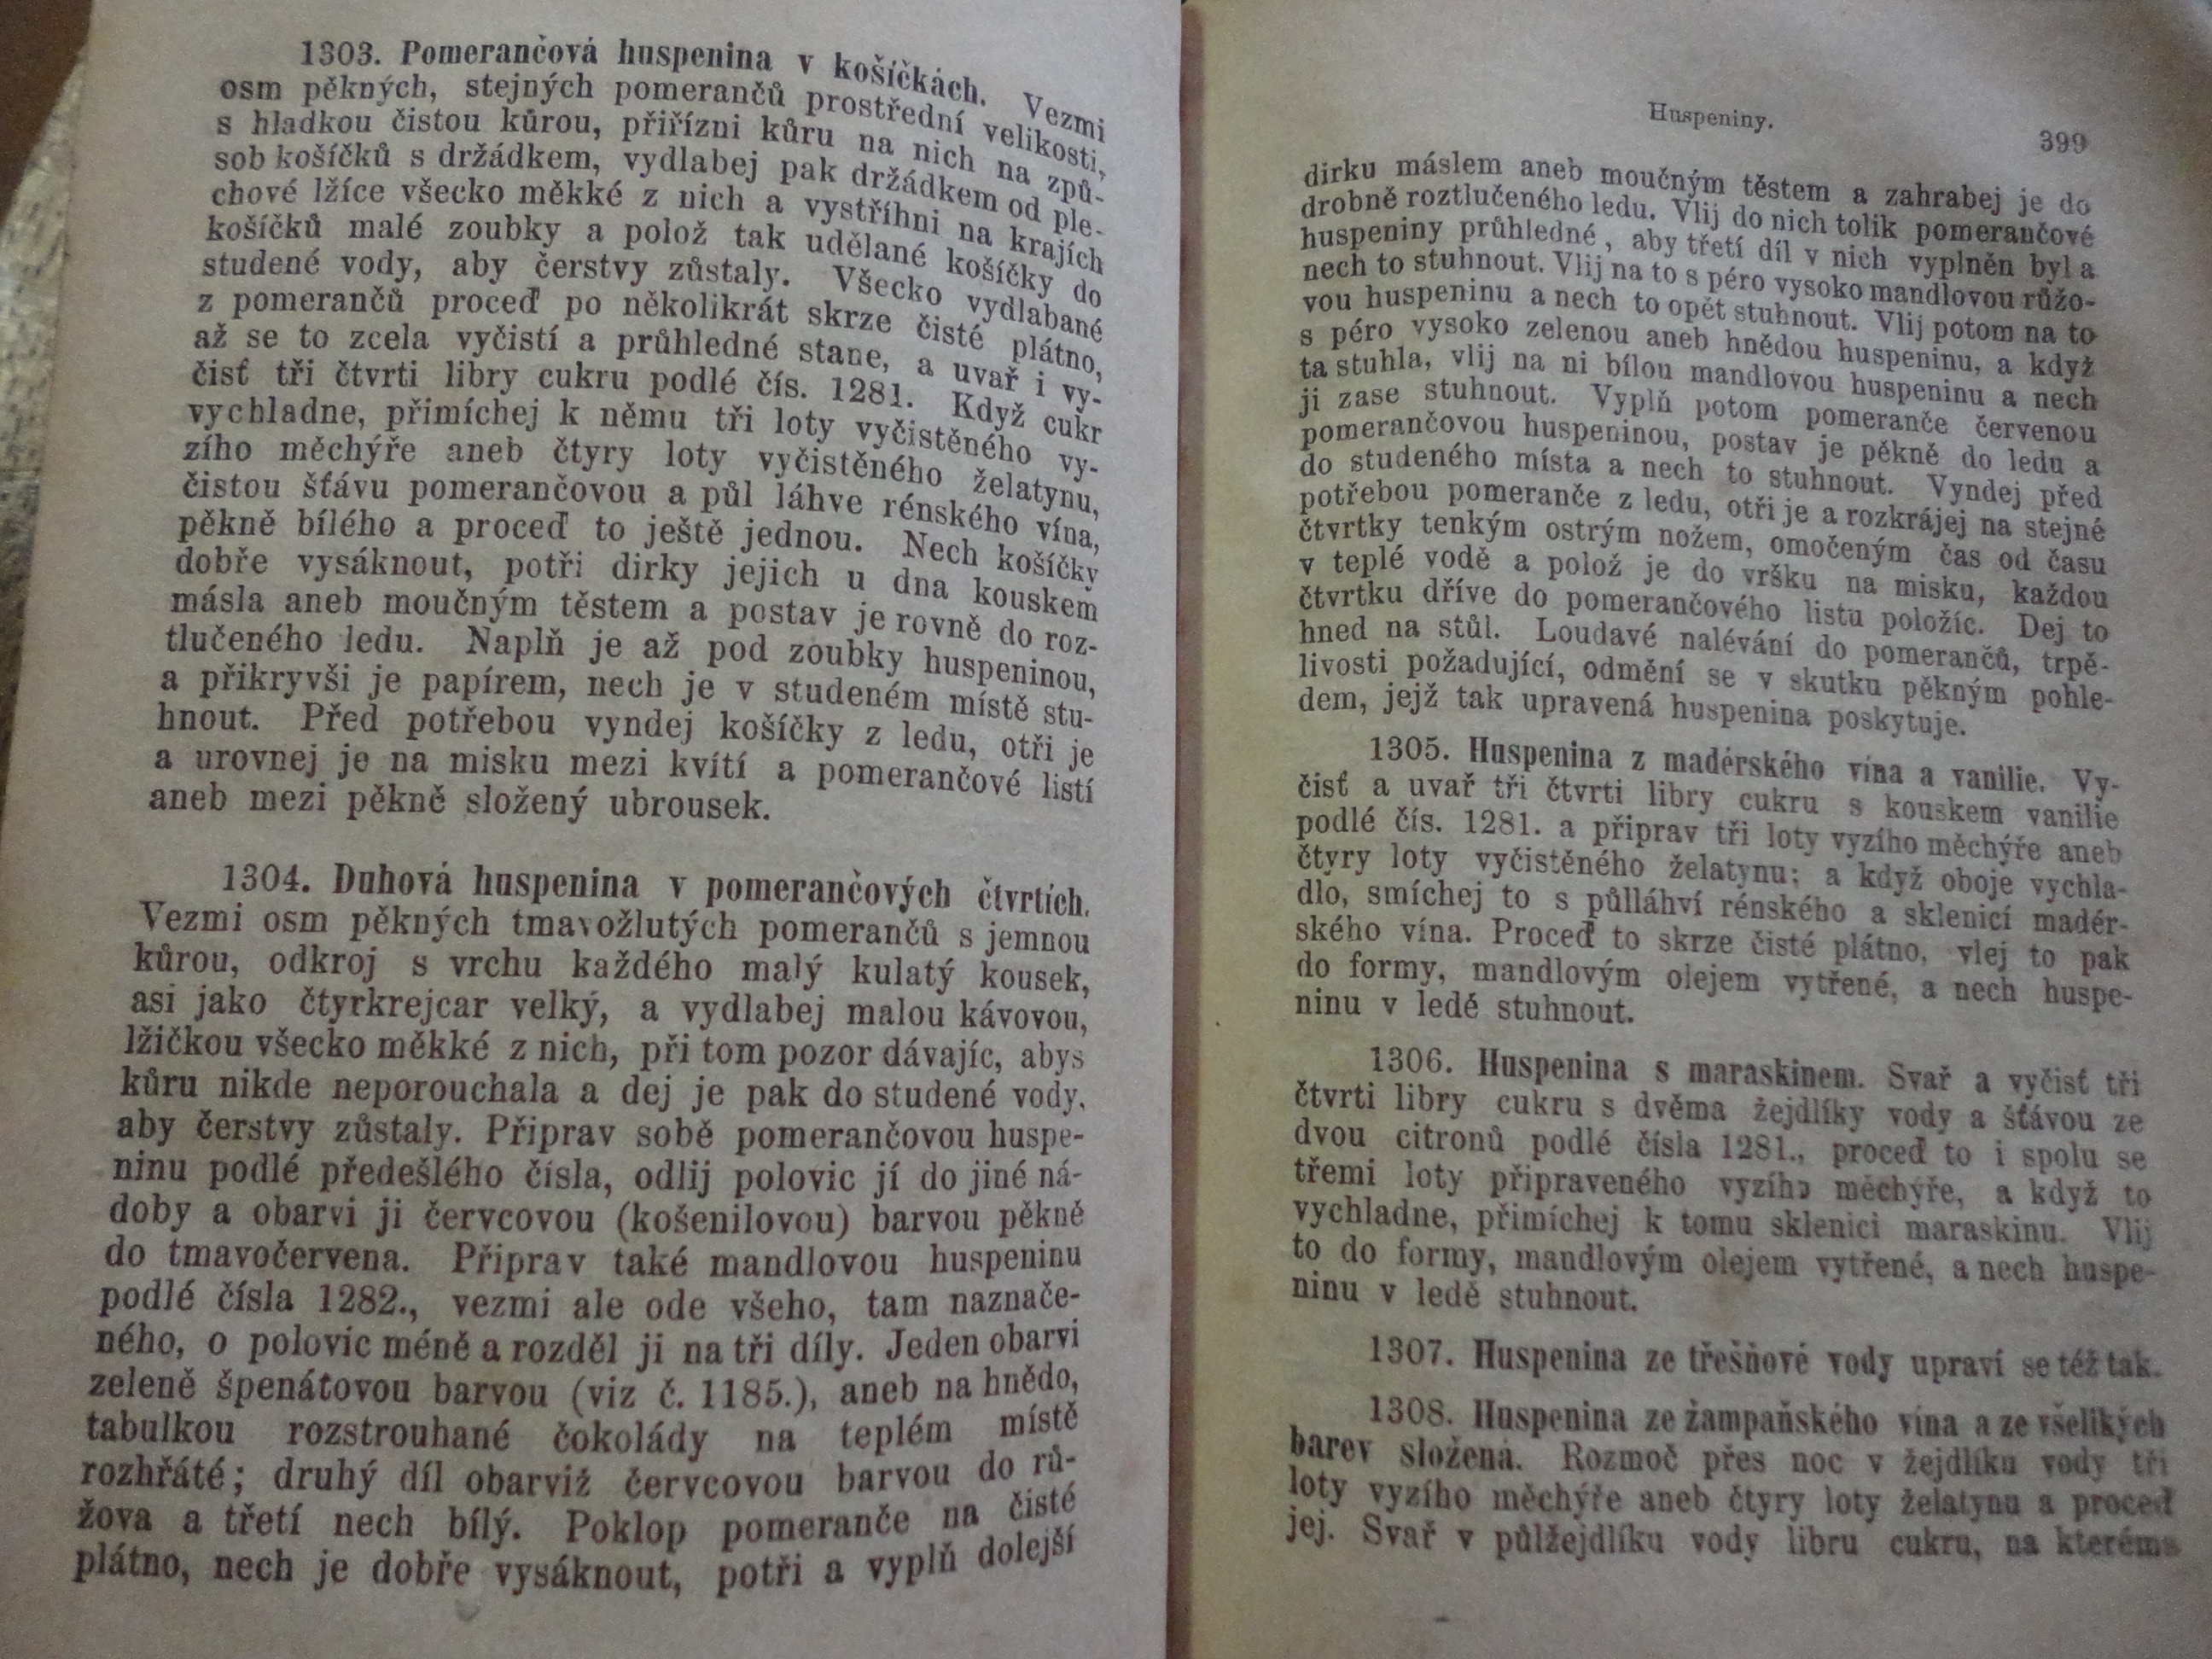 1303. Pomerančová huspenina v košíčkách. Vezmi
osm pěkných, stejných pomerančů prostřední velikosti,
s hladkou čistou kůrou, přiřízni kůru na nich na způ-
sob košíčků s držádkem, vydlabej pak držádkem od ple-
chové lžíce všecko měkké z nich a vystříhni na krajích
košíčků malé zoubky a polož tak udělané košíčky do
studené vody, aby čerstvy zůstaly. Všecko vydlabané
z pomerančů proceď po několikrát skrze čisté plátno,
až se to zcela vyčistí a průhledné stane, a uvař i vy-
čisť tři čtvrti libry cukru podlé čís. 1281. Když cukr
vychladne, přimíchej k němu tři loty vyčistěného vy-
zího měchýře aneb čtyry loty vyčistěného želatynu,
čistou šťávu pomerančovou a půl láhve rénského vína,
pěkně bílého a proceď to ještě jednou. Nech košíčky
dobře vysáknout, potři dirky jejich u dna kouskem
másla aneb moučným těstem a postav je rovně do roz-
tlučeného ledu. Naplň je až pod zoubky huspeninou,
a přikryvši je papírem, nech je v studeném místě stu-
hnout. Před potřebou vyndej košíčky z ledu, otři je
a urovnej je na misku mezi kvítí a pomerančové listí
aneb mezi pěkně složený ubrousek.
1304. Duhová huspenina v pomerančových čtvrtích.
Vezmi osm pěkných tmavožlutých pomerančů s jemnou
kůrou, odkroj s vrchu každého malý kulatý kousek,
asi jako čtyrkrejcar velký, a vydlabej malou kávovou,
lžičkou všecko měkké z nich, při tom pozor dávajíc, abys
kůru nikde neporouchala a dej je pak do studené vody,
aby čerstvy zůstaly. Připrav sobě pomerančovou huspe-
ninu podlé předešlého čísla, odlij polovic jí do jiné ná-
doby a obarvi ji červcovou (košenilovou) barvou pěkně
do tmavočervena. Připrav také mandlovou huspeninu
podlé čísla 1282., vezmi ale ode všeho, tam naznače-
ného, o polovic méně a rozděl ji na tři díly. Jeden obarvi
zeleně špenátovou barvou (viz č. 1185.), aneb na hnědo,
tabulkou rozstrouhané čokolády na teplém místě
rozhřáté; druhý díl obarviž červcovou barvou do rů-
žova a třetí nech bílý. Poklop pomeranče na čisté
plátno, nech je dobře vysáknout, potři a vyplň dolejší
Huspeniny.
399
dirku máslem aneb moučným těstem a zahrabej je do
drobně roztlučeného ledu. Vlij do nich tolik pomerančové
huspeniny průhledné, aby třetí díl v nich vyplněn byl a
nech to stuhnout. Vlij na to s péro vysoko mandlovou růžo-
vou huspeninu a nech to opět stuhnout. Vlij potom na to
s péro vysoko zelenou aneb hnědou huspeninu, a když
ta stuhla, vlij na ni bílou mandlovou huspeninu a nech
ji zase stuhnout. Vyplň potom pomeranče červenou
pomerančovou huspeninou, postav je pěkně do ledu a
do studeného místa a nech to stuhnout. Vyndej před
potřebou pomeranče z ledu, otři je a rozkrájej na stejné
čtvrtky tenkým ostrým nožem, omočeným čas od času
v teplé vodě a polož je do vršku na misku, každou
čtvrtku dříve do pomerančového listu položíc. Dej to
hned na stůl. Loudavé nalévání do pomerančů, trpě-
livosti požadující, odmění se v skutku pěkným pohle-
dem, jejž tak upravená huspenina poskytuje.
1305. Huspenina z madérského vína a vanilie. Vy-
čisť a uvař tři čtvrti libry cukru s kouskem vanilie
podlé čís. 1281. a připrav tři loty vyzího měchýře aneb
čtyry loty vyčistěného želatynu; a když oboje vychla-
dlo, smíchej to s půlláhví rénského a sklenicí madér-
ského vína. Proceď to skrze čisté plátno, vlej to pak
do formy, mandlovým olejem vytřené, a nech huspe-
ninu v ledě stuhnout.
1306. Huspenina s maraskinem. Svař a vyčisť tři
čtvrti libry cukru s dvěma žejdlíky vody a šťávou ze
dvou citronů podlé čísla 1281., proceď to i spolu se
třemi loty připraveného vyzího měchýře, a když to
vychladne, přimíchej k tomu sklenici maraskinu. Vlij
to do formy, mandlovým olejem vytřené, a nech huspe-
ninu v ledě stuhnout.
1307. Huspenina ze třešňové vody upraví se též tak.
1308. Huspenina ze žampaňského vína a ze všelikých
barev složená. Rozmoč přes noc v žejdlíku vody tři
loty vyzího měchýře aneb čtyry loty želatynu a proceď
jej. Svař v půlžejdlíku vody libru cukru, na kteréms